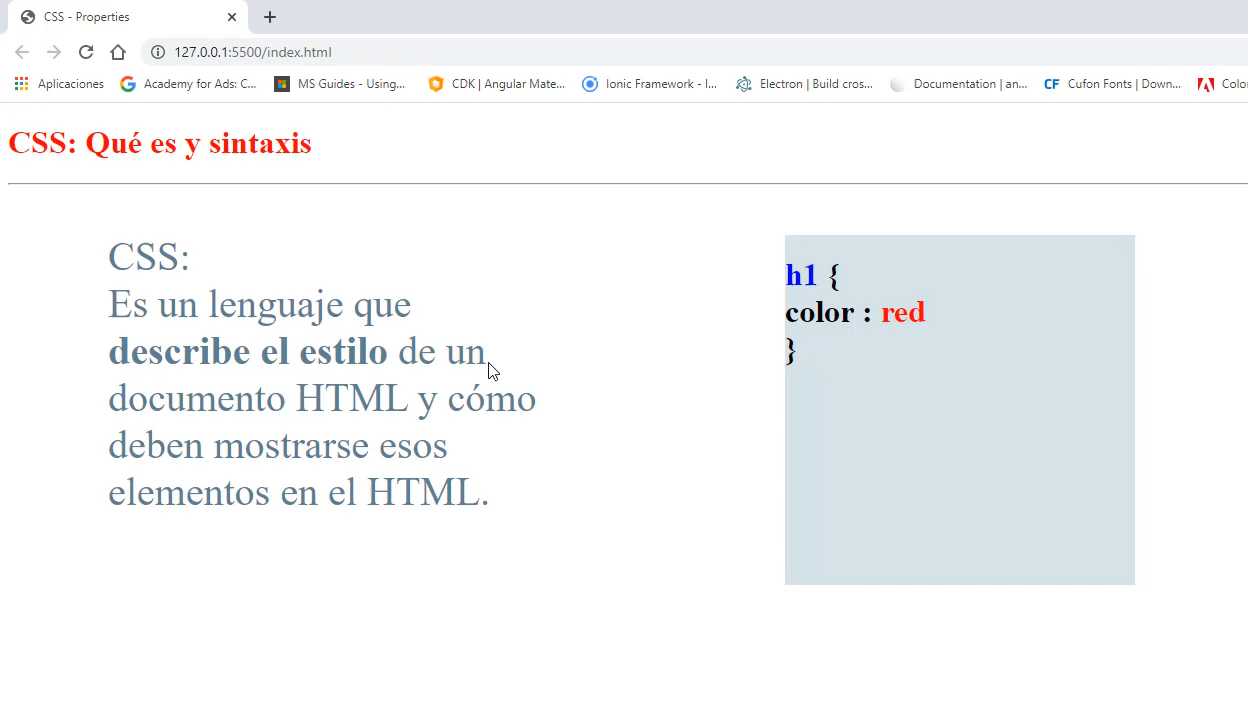 CSS - Properties
127.0.0.1:5500/index.html
Aplicaciones
Academy for Ads: C...
MS Guides - Using...
CDK | Angular Mate...
Ionic Framework - I...
Electron | Build cros...
Documentation | an...
CF Cufon Fonts | Down...
Color
CSS: Qué es y sintaxis
CSS:
Es un lenguaje que
describe el estilo de un
documento HTML y cómo
deben mostrarse esos
elementos en el HTML.
h1 {
color : red
}